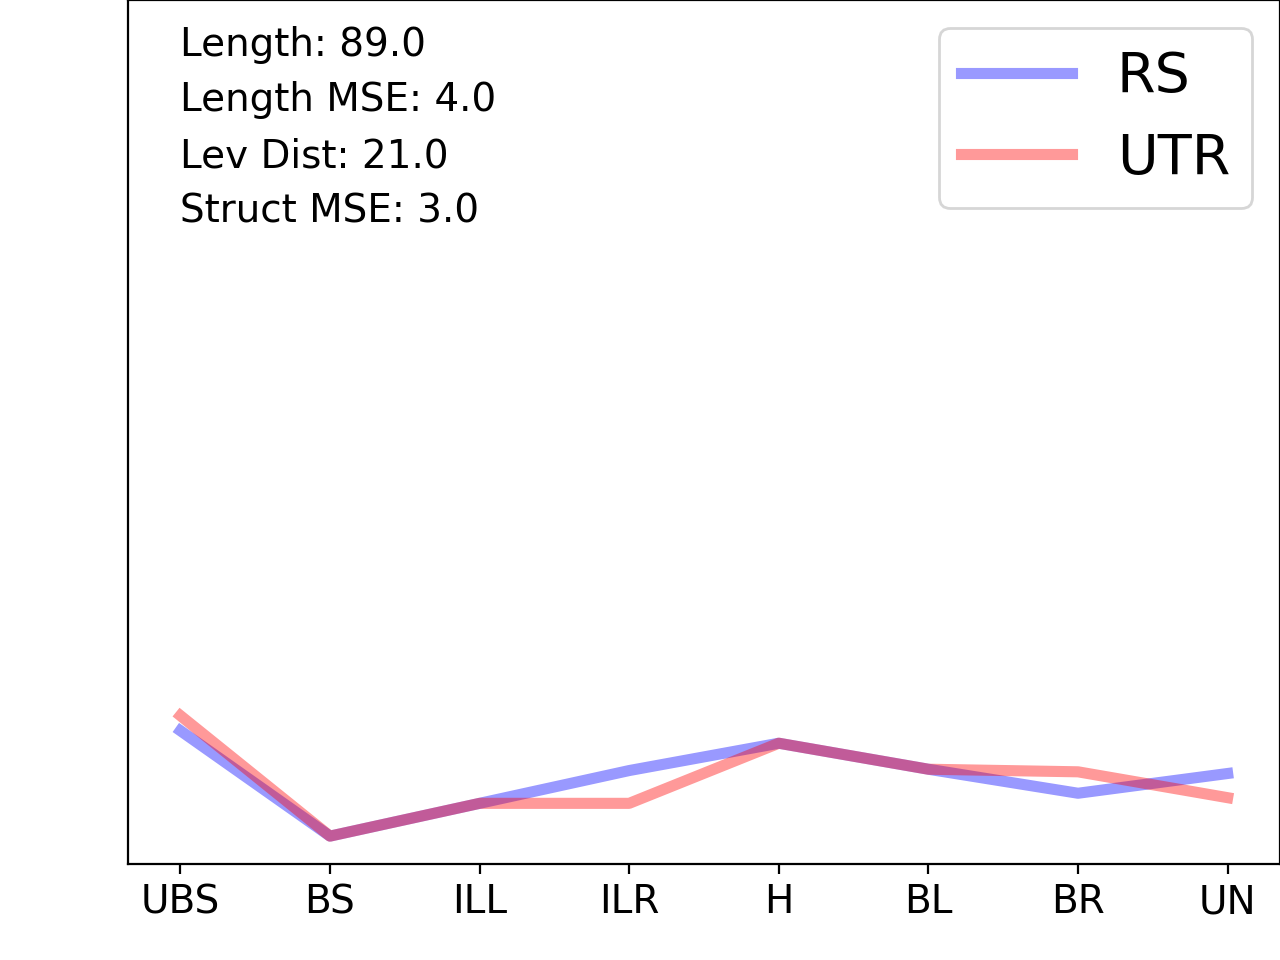 Length: 89.0
Length MSE: 4.0
Lev Dist: 21.0
Struct MSE: 3.0
RS
UTR
UBS BS ILL ILR H BL BR UN